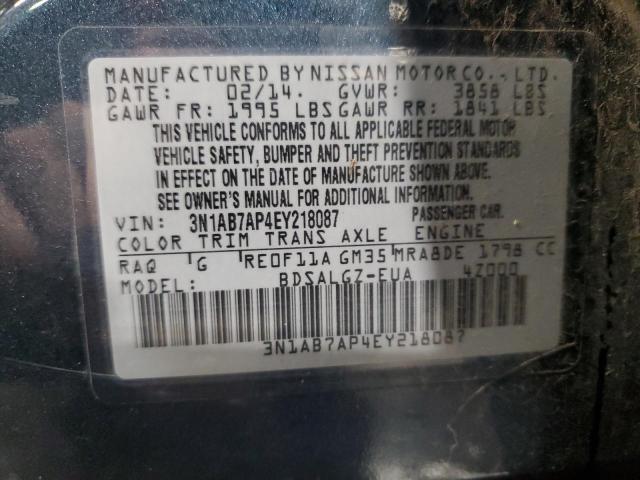 MANUFACTURED BY NISSAN MOTOR CO., LTD.
DATE: 02/14. GVWR: 3858 LBS
GAWR FR: 1995 LBS GAWR RR: 1841 LBS
THIS VEHICLE CONFORMS TO ALL APPLICABLE FEDERAL MOTOR
VEHICLE SAFETY, BUMPER AND THEFT PREVENTION STANDARDS
IN EFFECT ON THE DATE OF MANUFACTURE SHOWN ABOVE.
SEE OWNER'S MANUAL FOR ADDITIONAL INFORMATION.
VIN: 3N1AB7AP4EY218087 PASSENGER CAR.
COLOR TRIM TRANS AXLE ENGINE
RAQ G RE0F11A GM35 MRA8DE 1798 CC
MODEL: BDSALGZ-EUA 4Z000
3N1AB7AP4EY218087